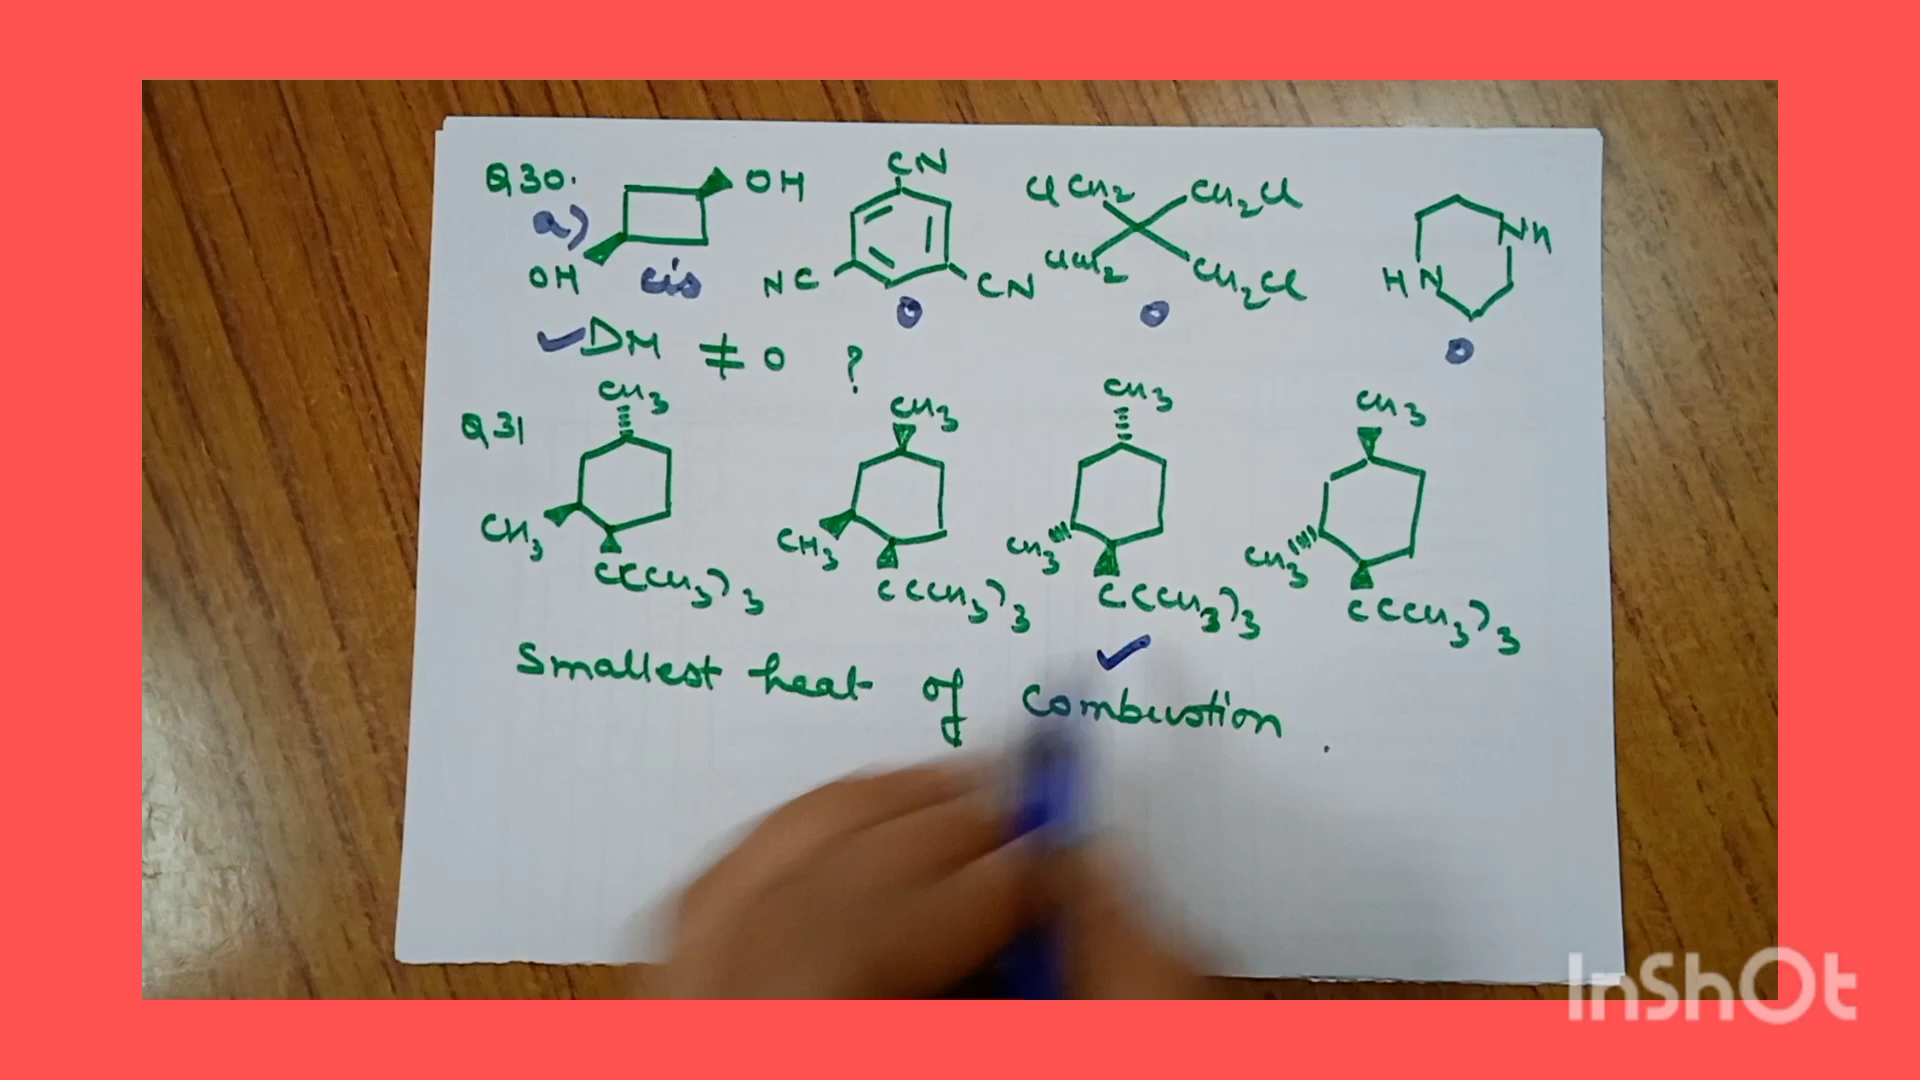 Q30.
a)
OH
OH
cis
CN
NC
CN
0
ClCH2
CH2Cl
ClCH2
CH2Cl
0
NH
HN
0
DM ≠ 0 ?
Q31
CH3
CH3
C(CH3)3
CH3
CH3
C(CH3)3
CH3
CH3
C(CH3)3
CH3
CH3
C(CH3)3
Smallest heat of combustion.
InShOt